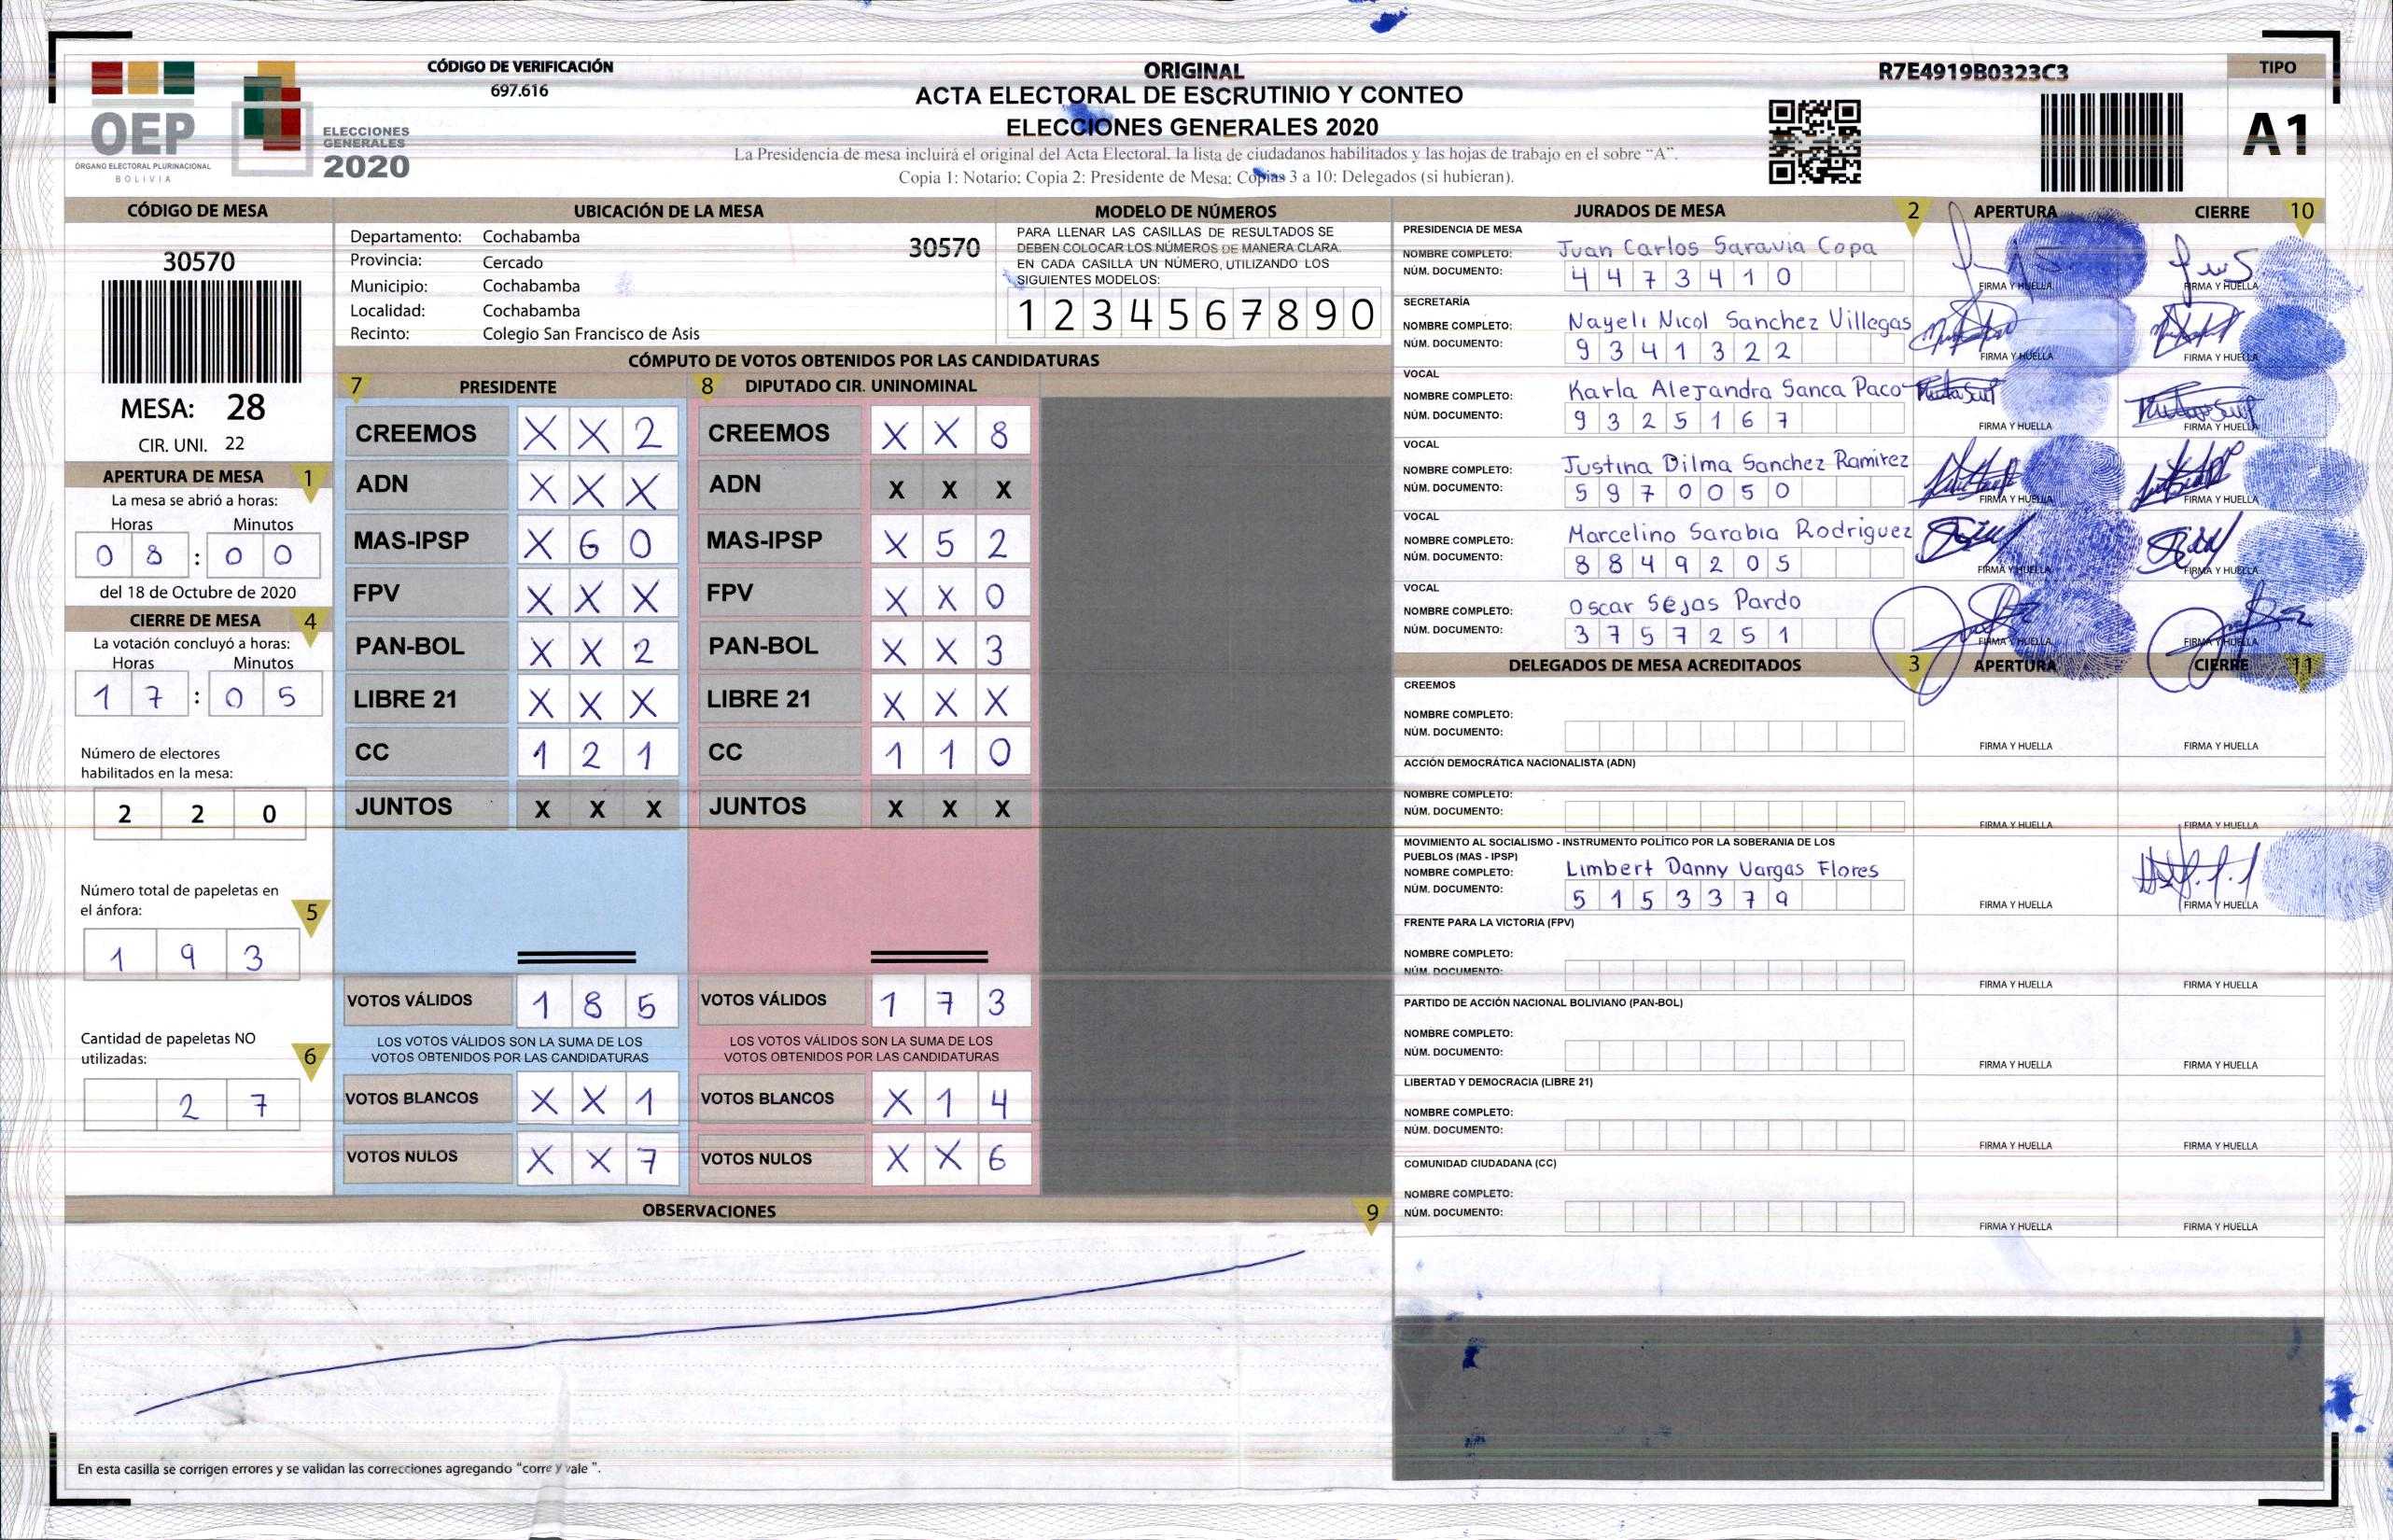 CÓDIGO DE VERIFICACIÓN
697.616
OEP
ÓRGANO ELECTORAL PLURINACIONAL
BOLIVIA
ELECCIONES
GENERALES
2020
ORIGINAL
ACTA ELECTORAL DE ESCRUTINIO Y CONTEO
ELECCIONES GENERALES 2020
La Presidencia de mesa incluirá el original del Acta Electoral, la lista de ciudadanos habilitados y las hojas de trabajo en el sobre “A”.
Copia 1: Notario; Copia 2: Presidente de Mesa; Copias 3 a 10: Delegados (si hubieran).
R7E4919B0323C3
TIPO
A1
CÓDIGO DE MESA
30570
MESA: 28
CIR. UNI. 22
APERTURA DE MESA 1
La mesa se abrió a horas:
Horas Minutos
0 8 : 0 0
del 18 de Octubre de 2020
CIERRE DE MESA 4
La votación concluyó a horas:
Horas Minutos
1 7 : 0 5
Número de electores
habilitados en la mesa:
2 2 0
Número total de papeletas en
el ánfora: 5
1 9 3
Cantidad de papeletas NO
utilizadas: 6
2 7
UBICACIÓN DE LA MESA
Departamento: Cochabamba 30570
Provincia: Cercado
Municipio: Cochabamba
Localidad: Cochabamba
Recinto: Colegio San Francisco de Asis
MODELO DE NÚMEROS
PARA LLENAR LAS CASILLAS DE RESULTADOS SE
DEBEN COLOCAR LOS NÚMEROS DE MANERA CLARA.
EN CADA CASILLA UN NÚMERO, UTILIZANDO LOS
SIGUIENTES MODELOS:
1 2 3 4 5 6 7 8 9 0
CÓMPUTO DE VOTOS OBTENIDOS POR LAS CANDIDATURAS
7 PRESIDENTE 8 DIPUTADO CIR. UNINOMINAL
CREEMOS X X 2 CREEMOS X X 8
ADN X X X ADN X X X
MAS-IPSP X 6 0 MAS-IPSP X 5 2
FPV X X X FPV X X 0
PAN-BOL X X 2 PAN-BOL X X 3
LIBRE 21 X X X LIBRE 21 X X X
CC 1 2 1 CC 1 1 0
JUNTOS X X X JUNTOS X X X
VOTOS VÁLIDOS 1 8 5 VOTOS VÁLIDOS 1 7 3
LOS VOTOS VÁLIDOS SON LA SUMA DE LOS LOS VOTOS VÁLIDOS SON LA SUMA DE LOS
VOTOS OBTENIDOS POR LAS CANDIDATURAS VOTOS OBTENIDOS POR LAS CANDIDATURAS
VOTOS BLANCOS X X 1 VOTOS BLANCOS X 1 4
VOTOS NULOS X X 7 VOTOS NULOS X X 6
OBSERVACIONES 9
En esta casilla se corrigen errores y se validan las correcciones agregando "corre y vale ".
JURADOS DE MESA 2 APERTURA CIERRE 10
PRESIDENCIA DE MESA
NOMBRE COMPLETO: Juan Carlos Saravia Copa
NÚM. DOCUMENTO: 4 4 7 3 4 1 0
FIRMA Y HUELLA FIRMA Y HUELLA
SECRETARÍA
NOMBRE COMPLETO: Nayeli Nicol Sanchez Villegas
NÚM. DOCUMENTO: 9 3 4 1 3 2 2
FIRMA Y HUELLA FIRMA Y HUELLA
VOCAL
NOMBRE COMPLETO: Karla Alejandra Sanca Paco
NÚM. DOCUMENTO: 9 3 2 5 1 6 7
FIRMA Y HUELLA FIRMA Y HUELLA
VOCAL
NOMBRE COMPLETO: Justina Dilma Sanchez Ramirez
NÚM. DOCUMENTO: 5 9 7 0 0 5 0
FIRMA Y HUELLA FIRMA Y HUELLA
VOCAL
NOMBRE COMPLETO: Marcelino Sarabia Rodriguez
NÚM. DOCUMENTO: 8 8 4 9 2 0 5
FIRMA Y HUELLA FIRMA Y HUELLA
VOCAL
NOMBRE COMPLETO: Oscar Sejas Pardo
NÚM. DOCUMENTO: 3 7 5 7 2 5 1
FIRMA Y HUELLA FIRMA Y HUELLA
DELEGADOS DE MESA ACREDITADOS 3 APERTURA CIERRE 11
CREEMOS
NOMBRE COMPLETO:
NÚM. DOCUMENTO:
FIRMA Y HUELLA FIRMA Y HUELLA
ACCIÓN DEMOCRÁTICA NACIONALISTA (ADN)
NOMBRE COMPLETO:
NÚM. DOCUMENTO:
FIRMA Y HUELLA FIRMA Y HUELLA
MOVIMIENTO AL SOCIALISMO - INSTRUMENTO POLÍTICO POR LA SOBERANIA DE LOS
PUEBLOS (MAS - IPSP)
NOMBRE COMPLETO: Limbert Danny Vargas Flores
NÚM. DOCUMENTO: 5 1 5 3 3 7 9
FIRMA Y HUELLA FIRMA Y HUELLA
FRENTE PARA LA VICTORIA (FPV)
NOMBRE COMPLETO:
NÚM. DOCUMENTO:
FIRMA Y HUELLA FIRMA Y HUELLA
PARTIDO DE ACCIÓN NACIONAL BOLIVIANO (PAN-BOL)
NOMBRE COMPLETO:
NÚM. DOCUMENTO:
FIRMA Y HUELLA FIRMA Y HUELLA
LIBERTAD Y DEMOCRACIA (LIBRE 21)
NOMBRE COMPLETO:
NÚM. DOCUMENTO:
FIRMA Y HUELLA FIRMA Y HUELLA
COMUNIDAD CIUDADANA (CC)
NOMBRE COMPLETO:
NÚM. DOCUMENTO:
FIRMA Y HUELLA FIRMA Y HUELLA